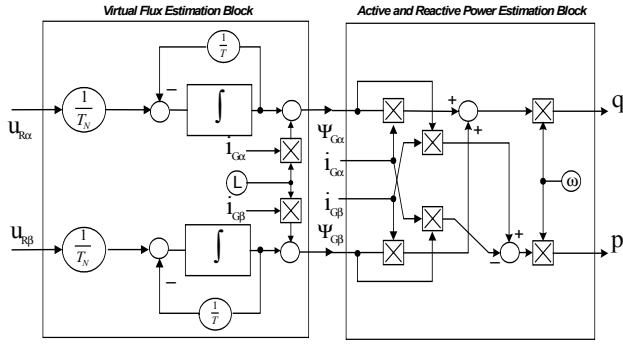 Virtual Flux Estimation Block
Active and Reactive Power Estimation Block
1/T
−
u_Rα
1/T_N
∫
Ψ_Gα
+
+
q
i_Gα
i_Gα
L
ω
i_Gβ
i_Gβ
u_Rβ
1/T_N
∫
Ψ_Gβ
+
−
p
−
1/T